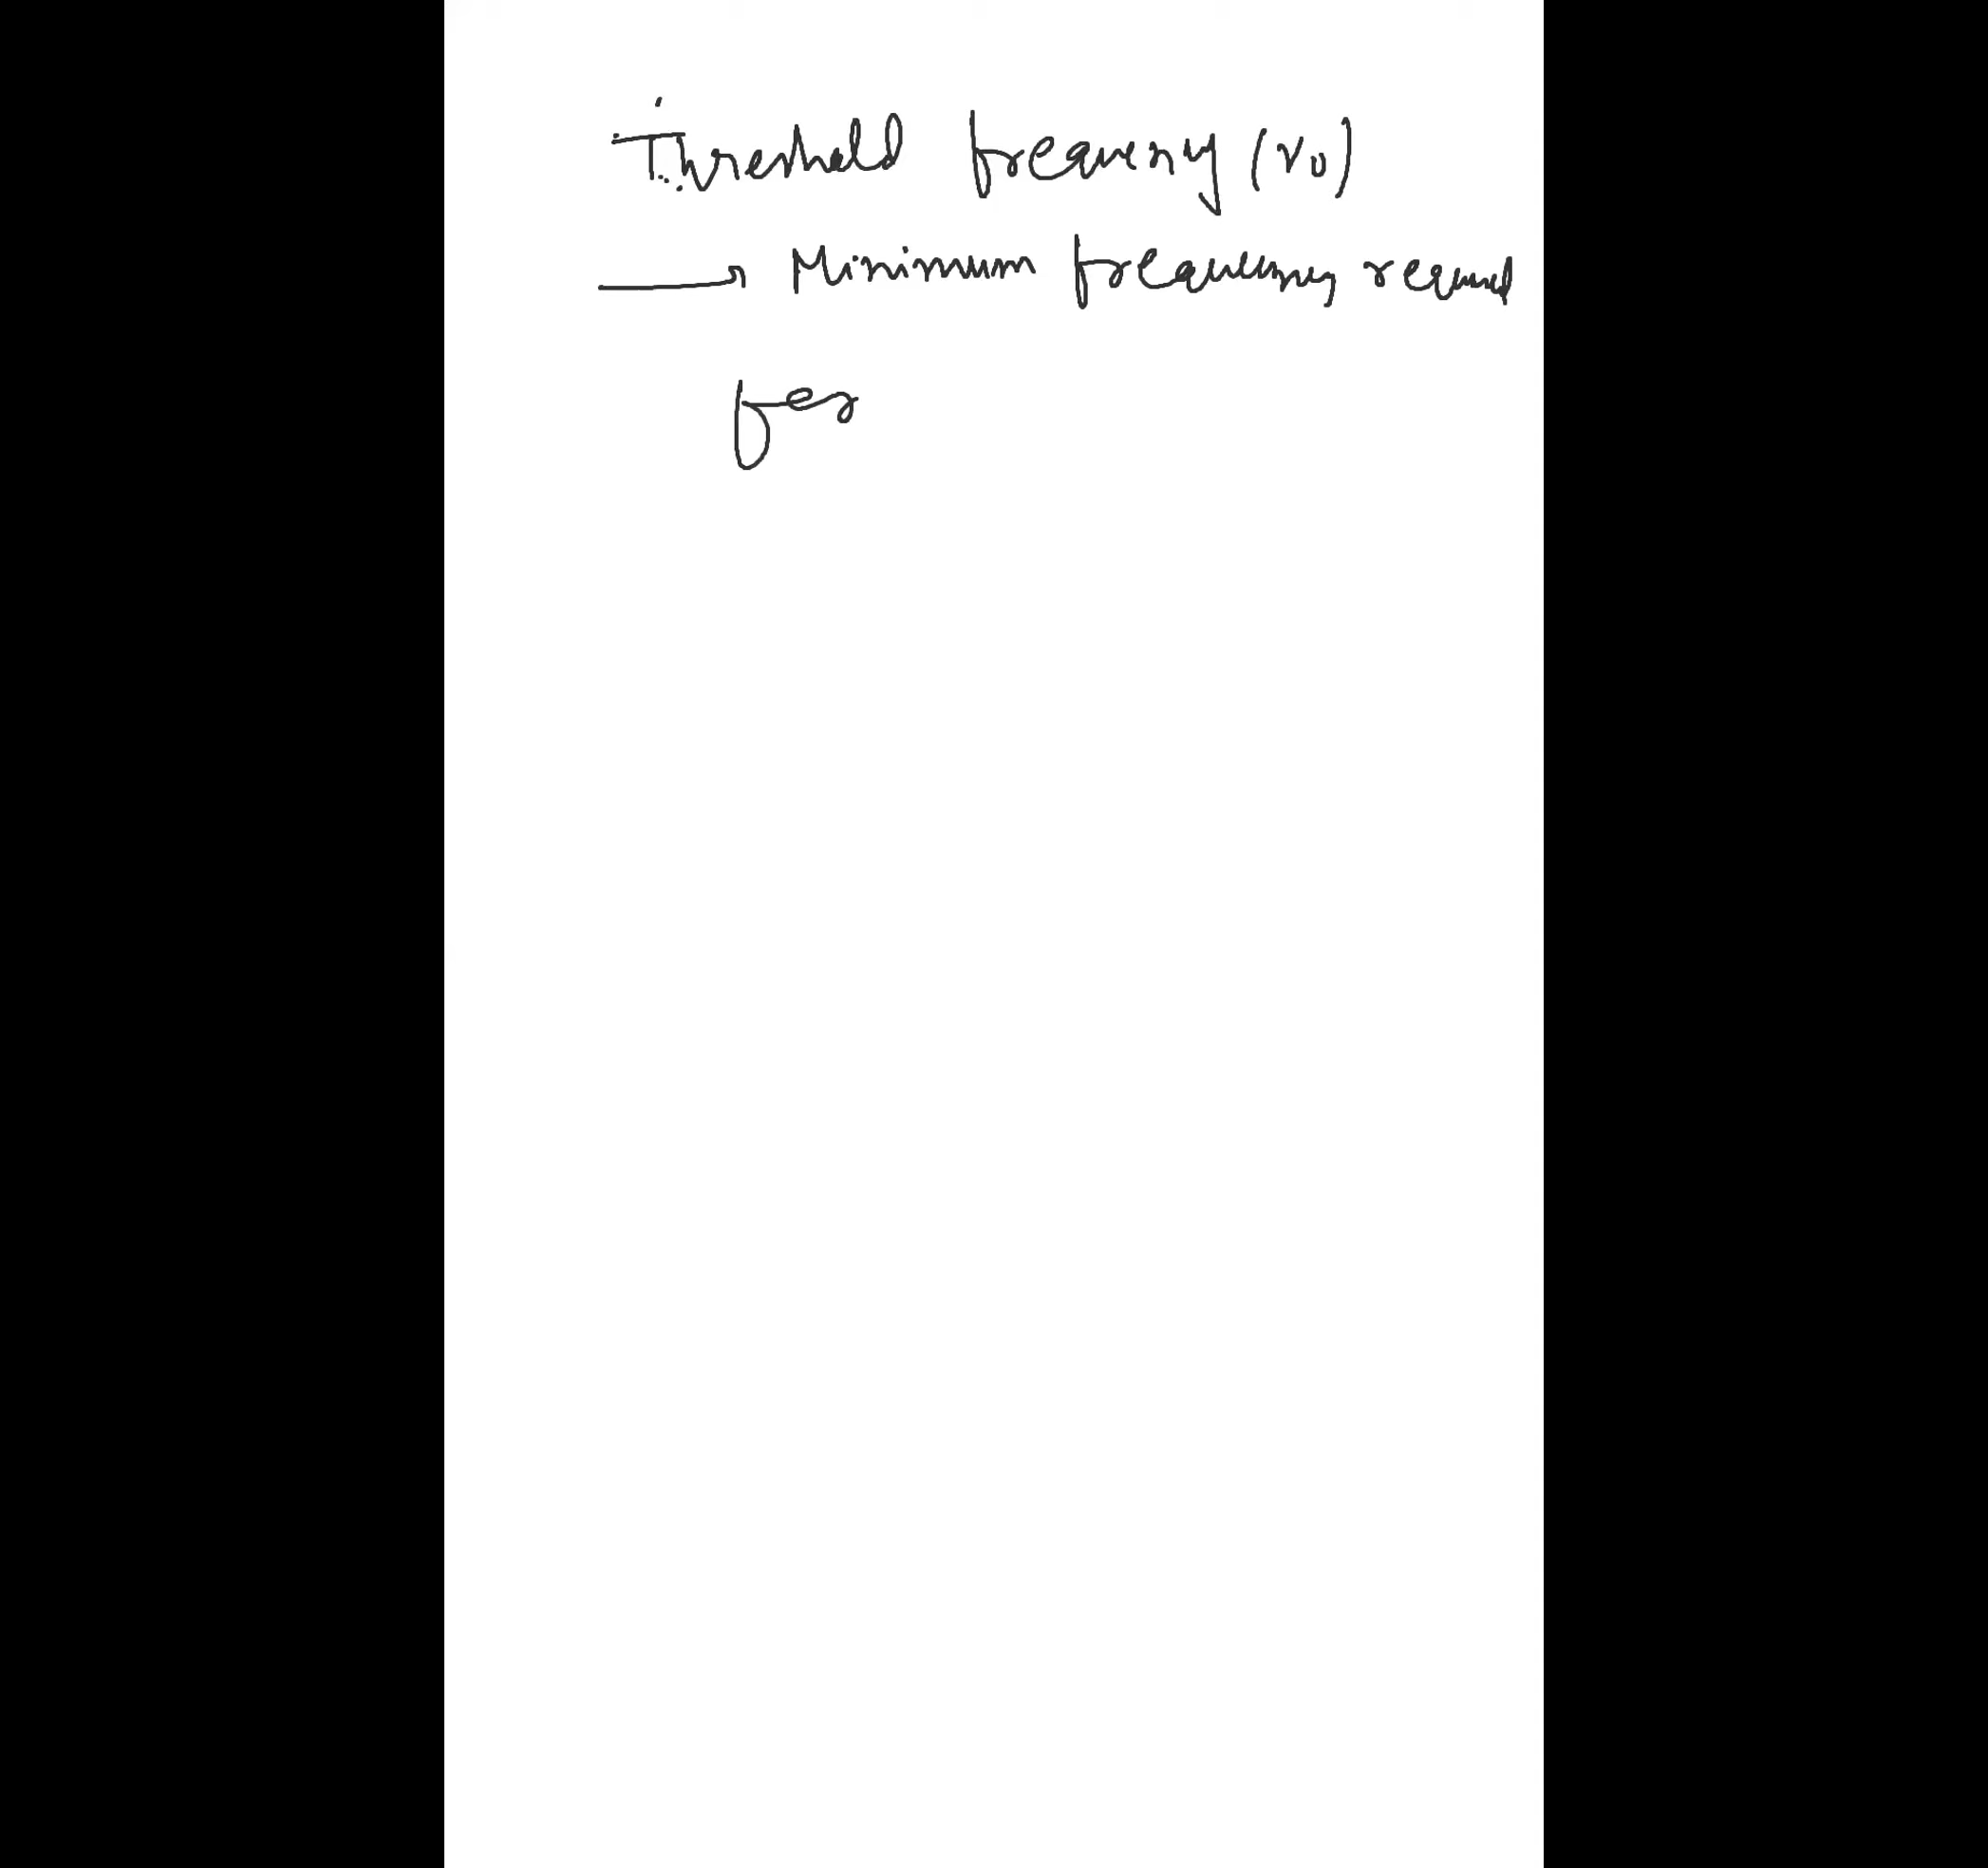 Threshold frequency (ν0)
→ Minimum frequency required
for